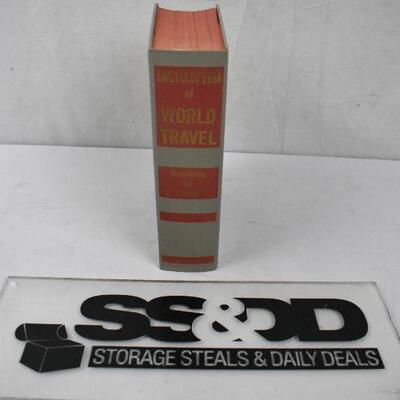 ENCYCLOPEDIA
of
WORLD
TRAVEL
SS&DD
STORAGE STEALS & DAILY DEALS